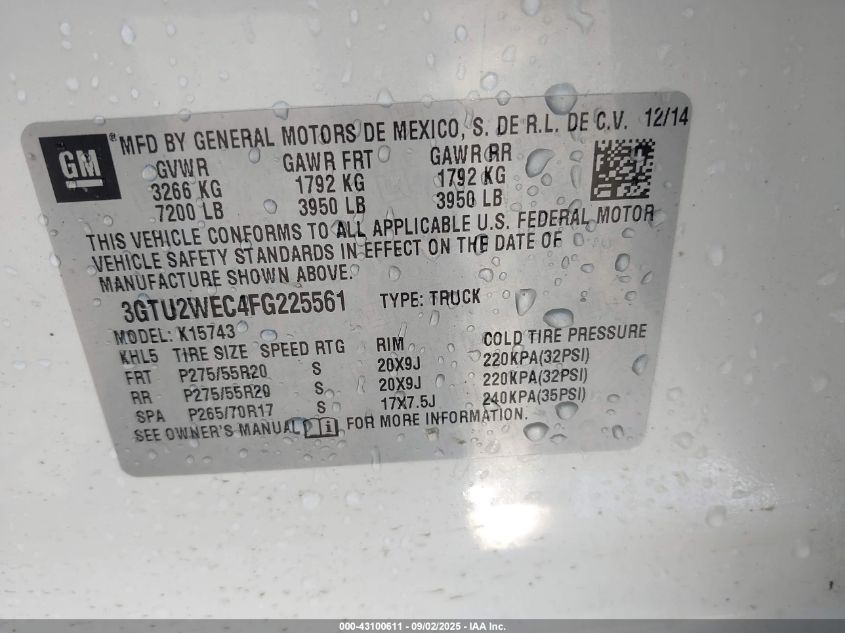 GM ® MFD BY GENERAL MOTORS DE MEXICO, S. DE R.L. DE C.V. 12/14
GVWR GAWR FRT GAWR RR
3266 KG 1792 KG 1792 KG
7200 LB 3950 LB 3950 LB
THIS VEHICLE CONFORMS TO ALL APPLICABLE U.S. FEDERAL MOTOR
VEHICLE SAFETY STANDARDS IN EFFECT ON THE DATE OF
MANUFACTURE SHOWN ABOVE.
3GTU2WEC4FG225561 TYPE: TRUCK
MODEL: K15743
KHL5 TIRE SIZE SPEED RTG RIM COLD TIRE PRESSURE
FRT P275/55R20 S 20X9J 220KPA(32PSI)
RR P275/55R20 S 20X9J 220KPA(32PSI)
SPA P265/70R17 S 17X7.5J 240KPA(35PSI)
SEE OWNER'S MANUAL i FOR MORE INFORMATION.
000-43100611 - 09/02/2025 - IAA Inc.